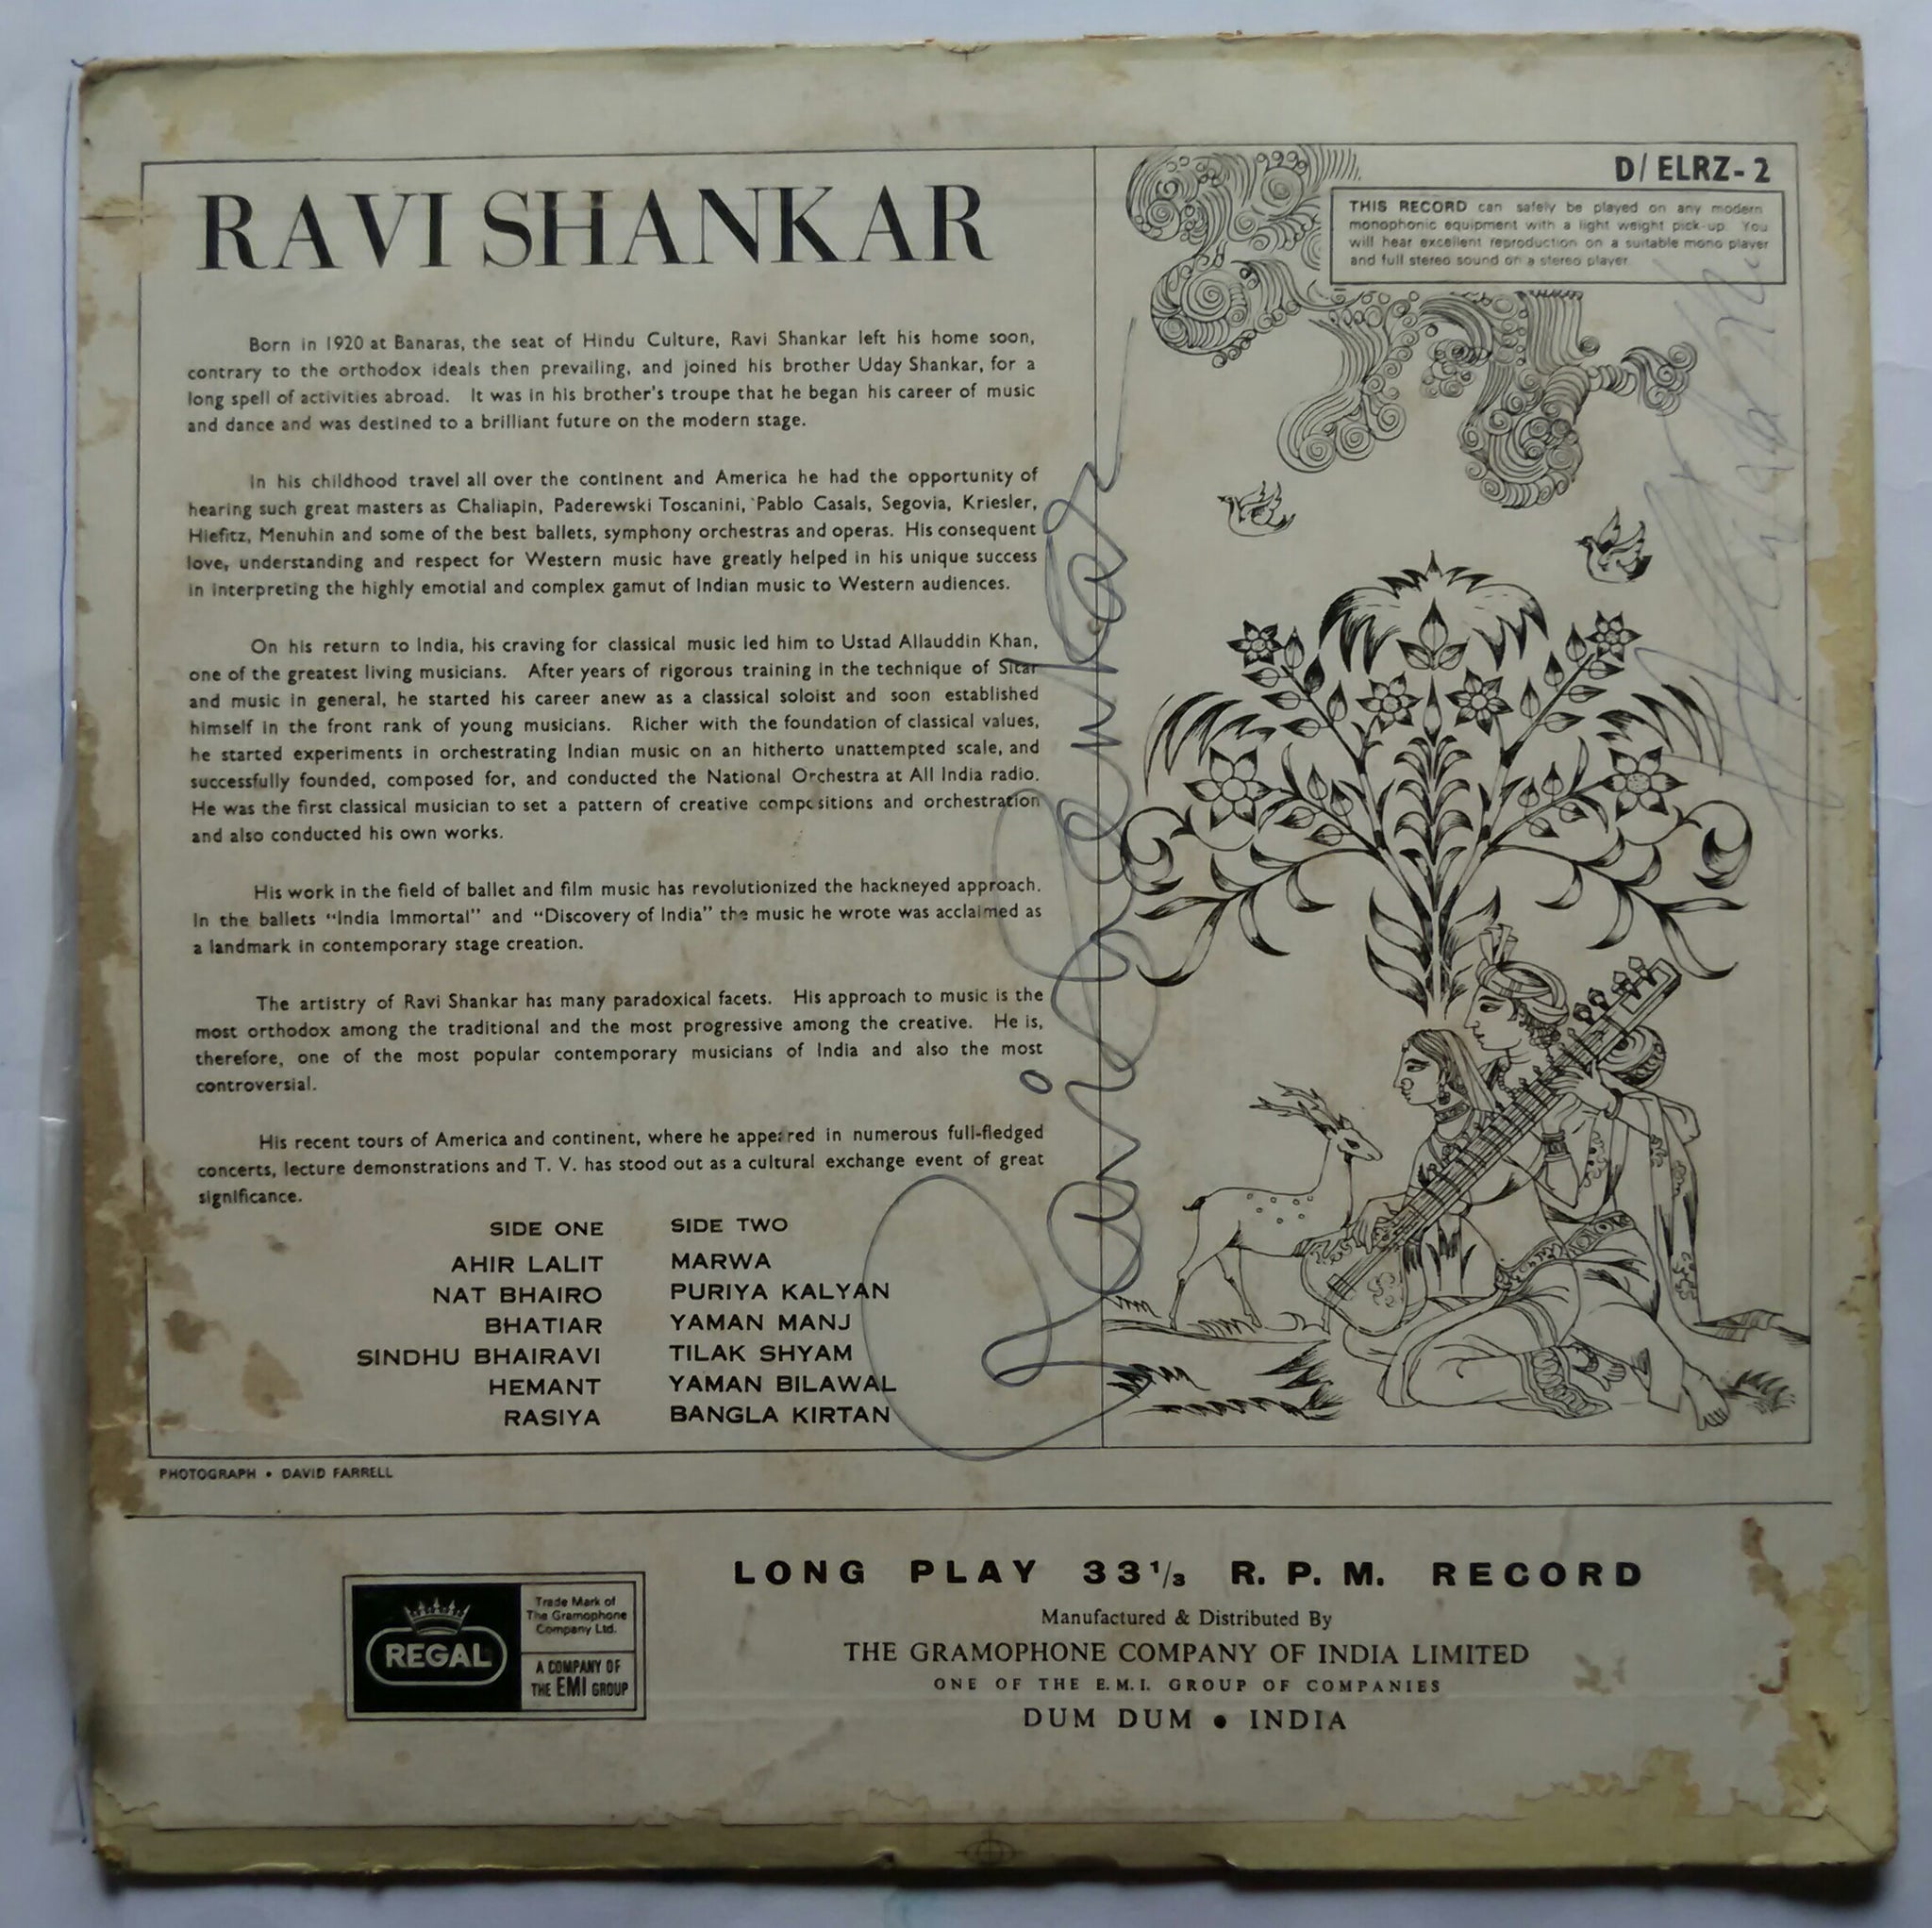 RAVI SHANKAR
Born in 1920 at Banaras, the seat of Hindu Culture, Ravi Shankar left his home soon,
contrary to the orthodox ideals then prevailing, and joined his brother Uday Shankar, for a
long spell of activities abroad. It was in his brother's troupe that he began his career of music
and dance and was destined to a brilliant future on the modern stage.
In his childhood travel all over the continent and America he had the opportunity of
hearing such great masters as Chaliapin, Paderewski Toscanini, Pablo Casals, Segovia, Kriesler,
Hiefitz, Menuhin and some of the best ballets, symphony orchestras and operas. His consequent
love, understanding and respect for Western music have greatly helped in his unique success
in interpreting the highly emotial and complex gamut of Indian music to Western audiences.
On his return to India, his craving for classical music led him to Ustad Allauddin Khan,
one of the greatest living musicians. After years of rigorous training in the technique of Sitar
and music in general, he started his career anew as a classical soloist and soon established
himself in the front rank of young musicians. Richer with the foundation of classical values,
he started experiments in orchestrating Indian music on an hitherto unattempted scale, and
successfully founded, composed for, and conducted the National Orchestra at All India radio.
He was the first classical musician to set a pattern of creative compositions and orchestration
and also conducted his own works.
His work in the field of ballet and film music has revolutionized the hackneyed approach.
In the ballets “India Immortal” and “Discovery of India” the music he wrote was acclaimed as
a landmark in contemporary stage creation.
The artistry of Ravi Shankar has many paradoxical facets. His approach to music is the
most orthodox among the traditional and the most progressive among the creative. He is,
therefore, one of the most popular contemporary musicians of India and also the most
controversial.
His recent tours of America and continent, where he appeared in numerous full-fledged
concerts, lecture demonstrations and T. V. has stood out as a cultural exchange event of great
significance.
SIDE ONE
AHIR LALIT
NAT BHAIRO
BHATIAR
SINDHU BHAIRAVI
HEMANT
RASIYA
SIDE TWO
MARWA
PURIYA KALYAN
YAMAN MANJ
TILAK SHYAM
YAMAN BILAWAL
BANGLA KIRTAN
Ravi Shankar
D/ ELRZ-2
THIS RECORD can safely be played on any modern
monophonic equipment with a light weight pick-up. You
will hear excellent reproduction on a suitable mono player
and full stereo sound on a stereo player
PHOTOGRAPH • DAVID FARRELL
REGAL
Trade Mark of
The Gramophone
Company Ltd.
A COMPANY OF
THE EMI GROUP
LONG PLAY 33 1/3 R. P. M. RECORD
Manufactured & Distributed By
THE GRAMOPHONE COMPANY OF INDIA LIMITED
ONE OF THE E.M.I. GROUP OF COMPANIES
DUM DUM ● INDIA